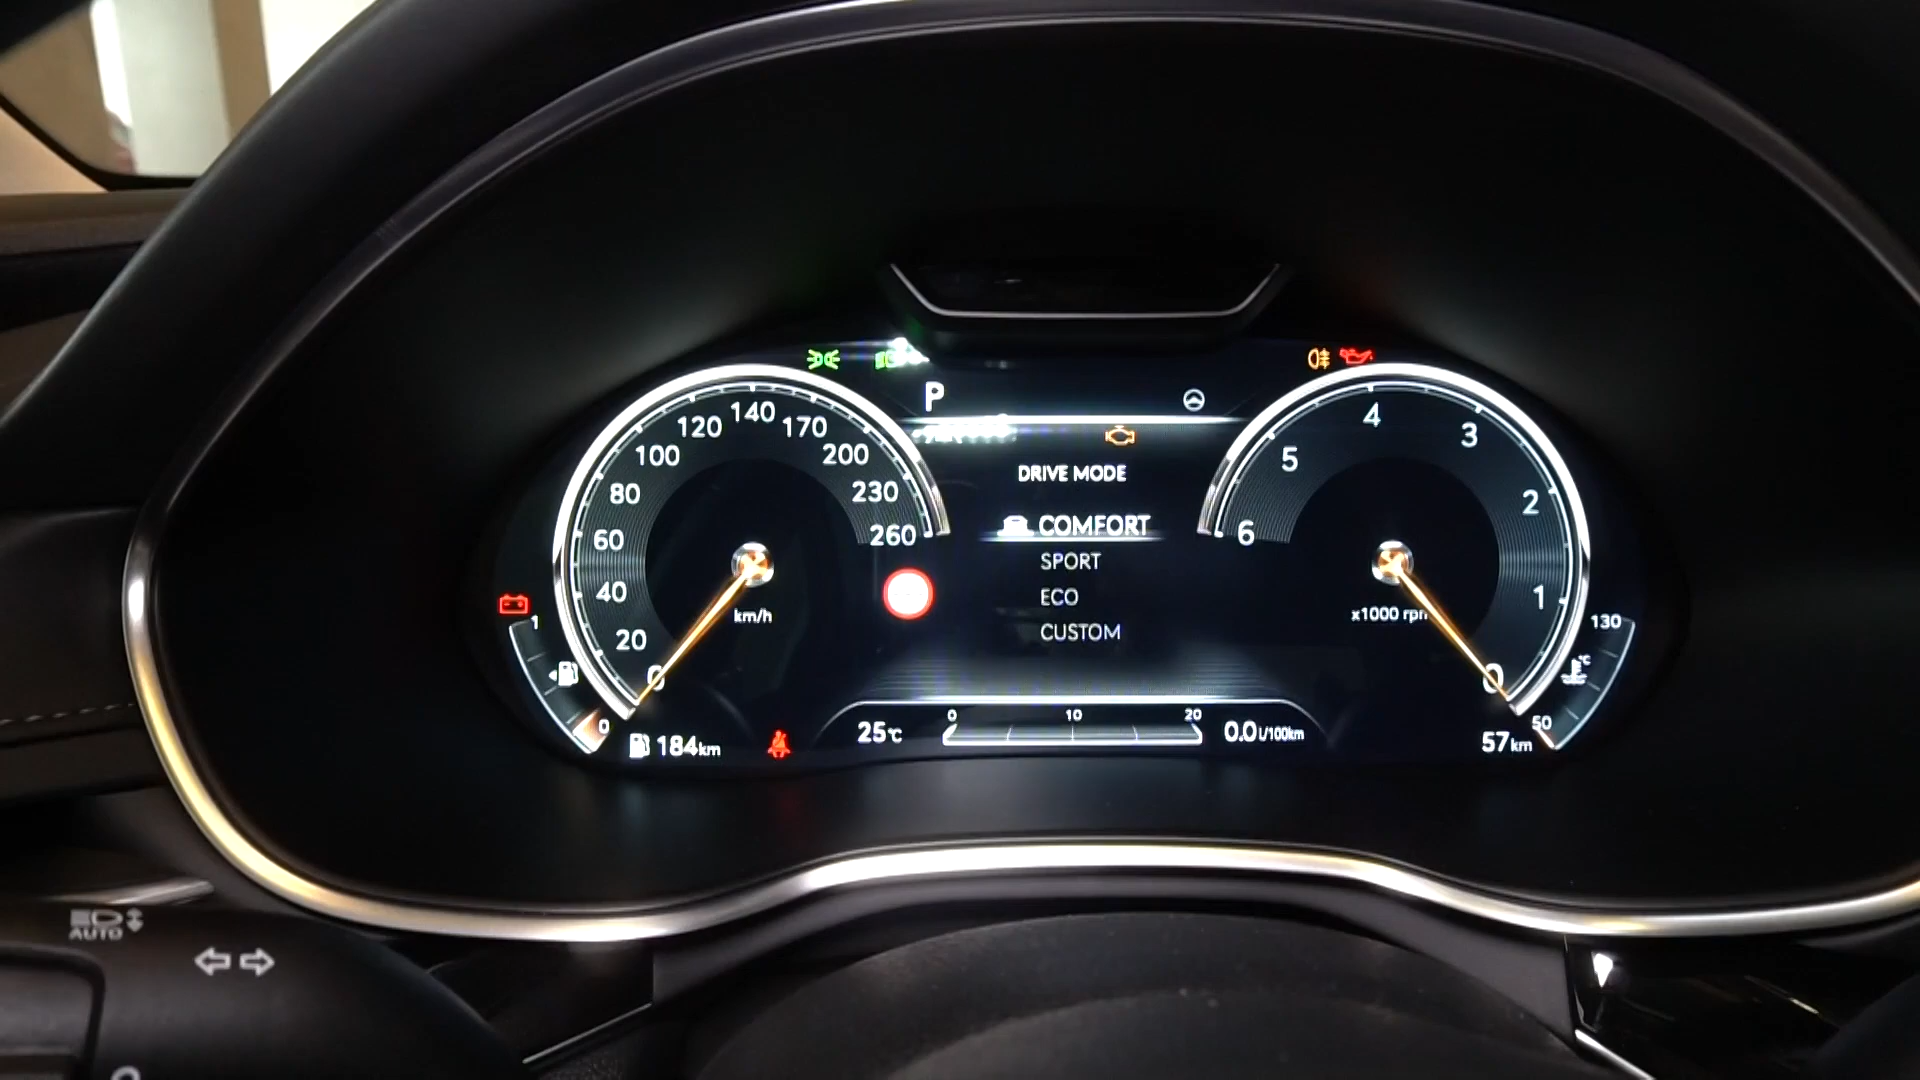 P
DRIVE MODE
COMFORT
SPORT
ECO
CUSTOM
0
20
40
60
80
100
120
140
170
200
230
260
km/h
6
5
4
3
2
1
0
x1000 rpm
1
0
184km
25℃
0 10 20
0.0L/100km
57km
130
°C
50
AUTO